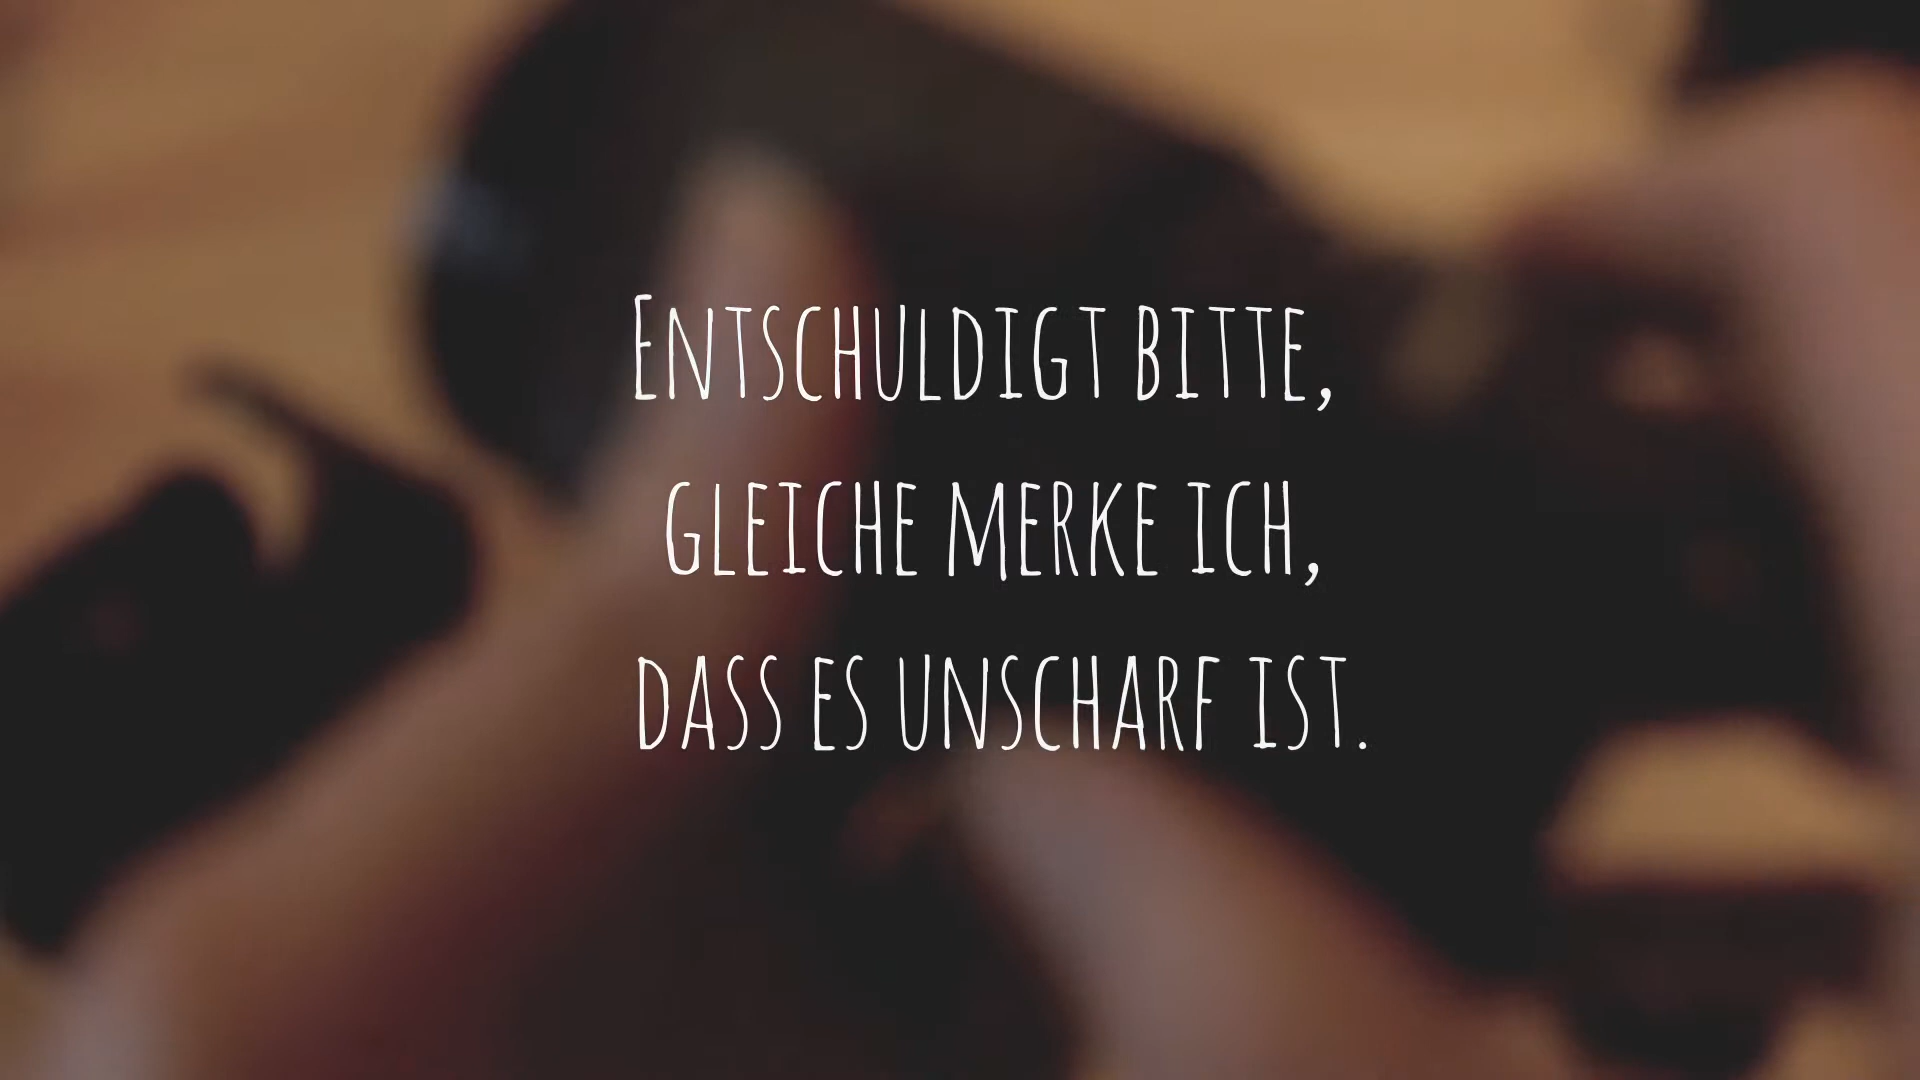 Entschuldigt bitte,
gleiche merke ich,
dass es unscharf ist.